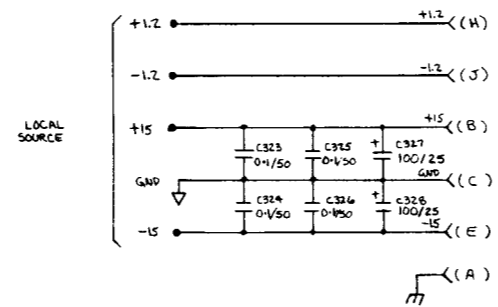 +1.2 +1.2 (H)
-1.2 -1.2 (J)
LOCAL
SOURCE
+15 +15 (B)
C323 C325 + C327
0.1/50 0.1/50 100/25
GND GND (C)
C324 C326 + C328
0.1/50 0.1/50 100/25
-15 -15 (E)
(A)